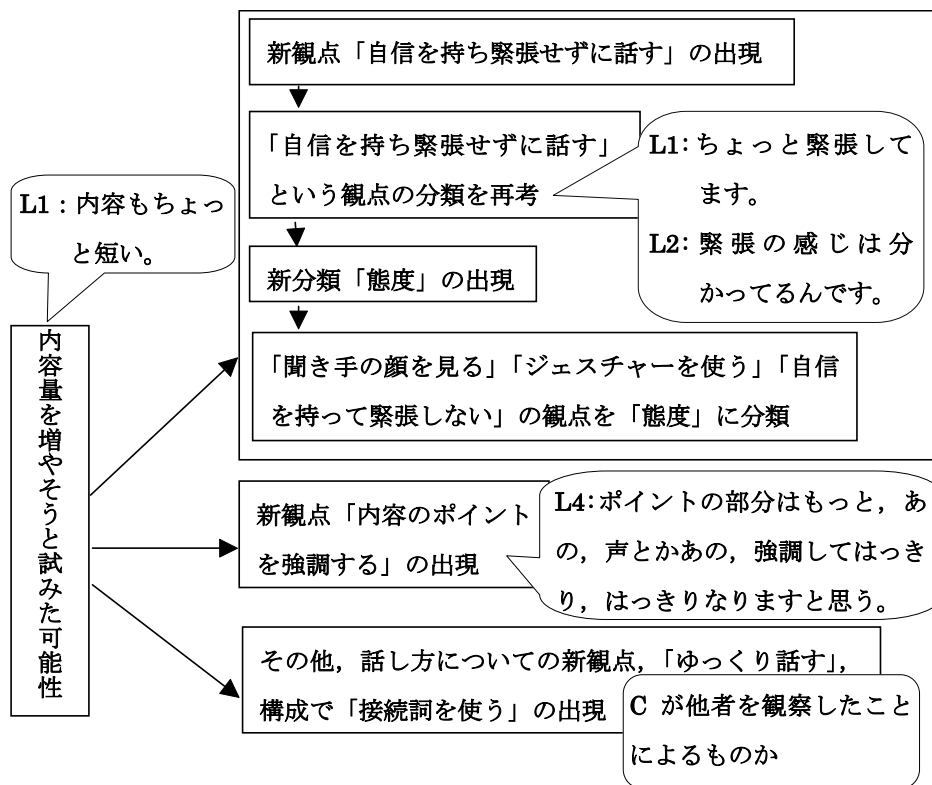 新観点「自信を持ち緊張せずに話す」の出現
「自信を持ち緊張せずに話す」
という観点の分類を再考
L1:ちょっと緊張して
ます。
L2:緊張の感じは分
かってるんです。
L1:内容もちょっ
と短い。
新分類「態度」の出現
内容量を増やそうと試みた可能性
「聞き手の顔を見る」「ジェスチャーを使う」「自信
を持って緊張しない」の観点を「態度」に分類
新観点「内容のポイント
を強調する」の出現
L4:ポイントの部分はもっと,あ
の,声とかあの,強調してはっき
り,はっきりなりますと思う。
その他,話し方についての新観点,「ゆっくり話す」,
構成で「接続詞を使う」の出現
C が他者を観察したこと
によるものか